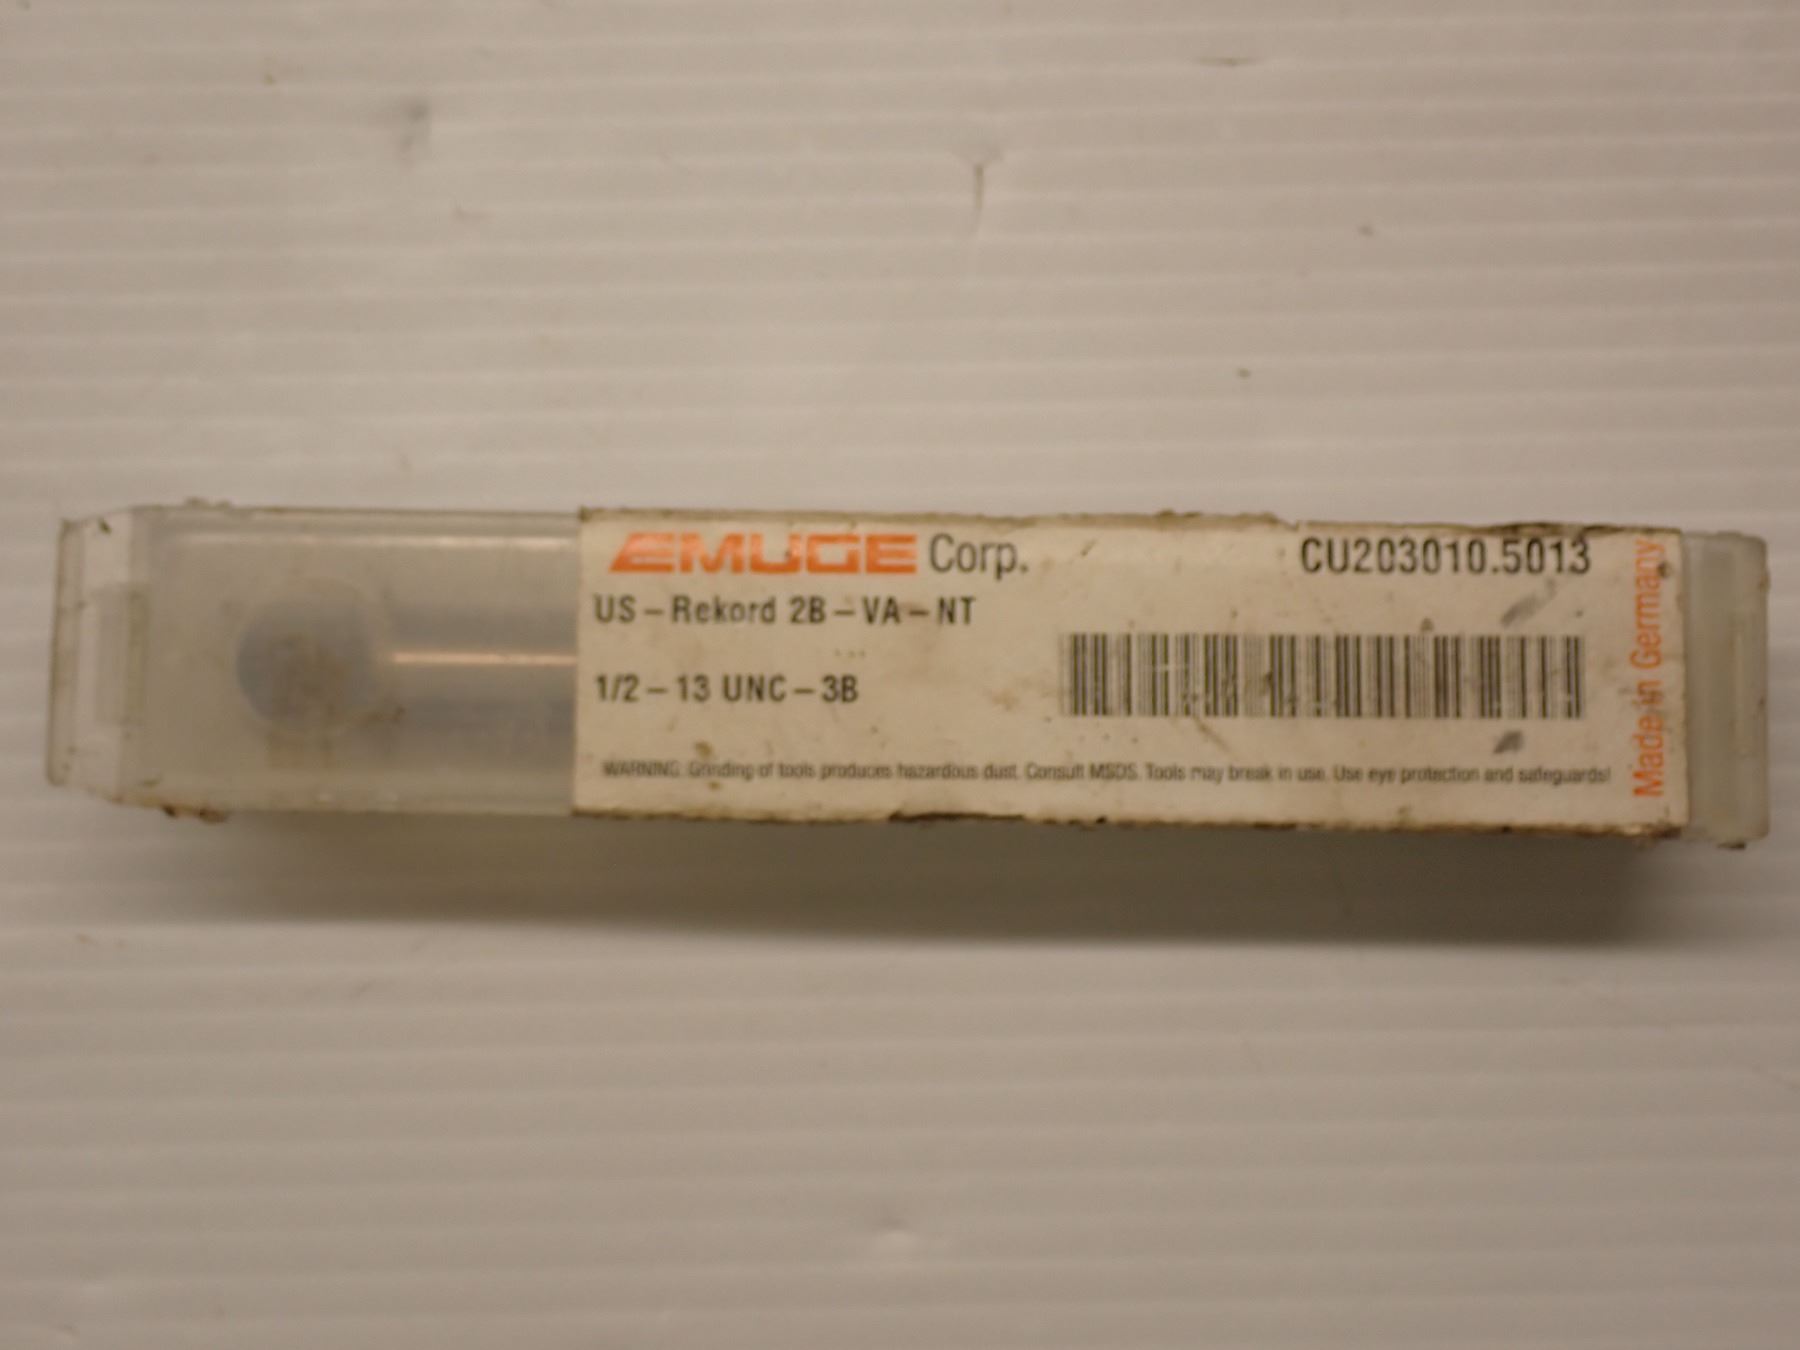 EMUGE Corp. CU203010.5013
US-Rekord 2B-VA-NT
1/2-13 UNC-3B
WARNING: Grinding of tools produces hazardous dust. Consult MSDS. Tools may break in use. Use eye protection and safeguards!
Made in Germany